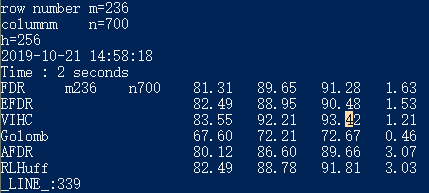 row number m=236
columnm    n=700
h=256
2019-10-21 14:58:18
Time : 2 seconds
FDR     m236    n700     81.31   89.65   91.28   1.63
EFDR                     82.49   88.95   90.48   1.53
VIHC                     83.55   92.21   93.42   1.21
Golomb                   67.60   72.21   72.67   0.46
AFDR                     80.12   86.60   89.66   3.07
RLHuff                   82.49   88.78   91.81   3.03
_LINE_:339